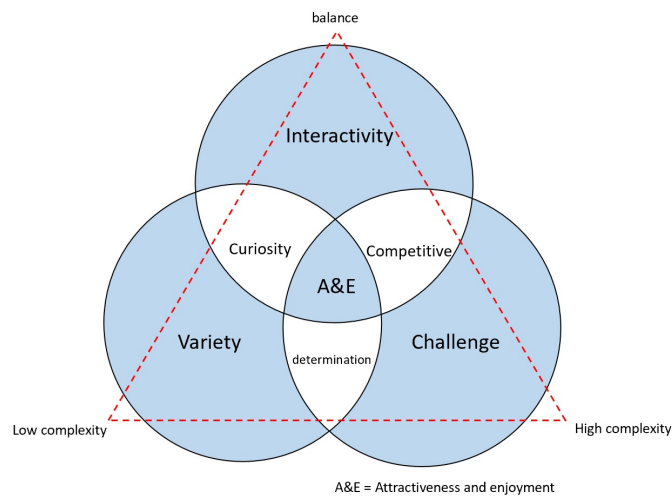 balance
Interactivity
Curiosity
Competitive
A&E
Variety
Challenge
determination
Low complexity
High complexity
A&E = Attractiveness and enjoyment